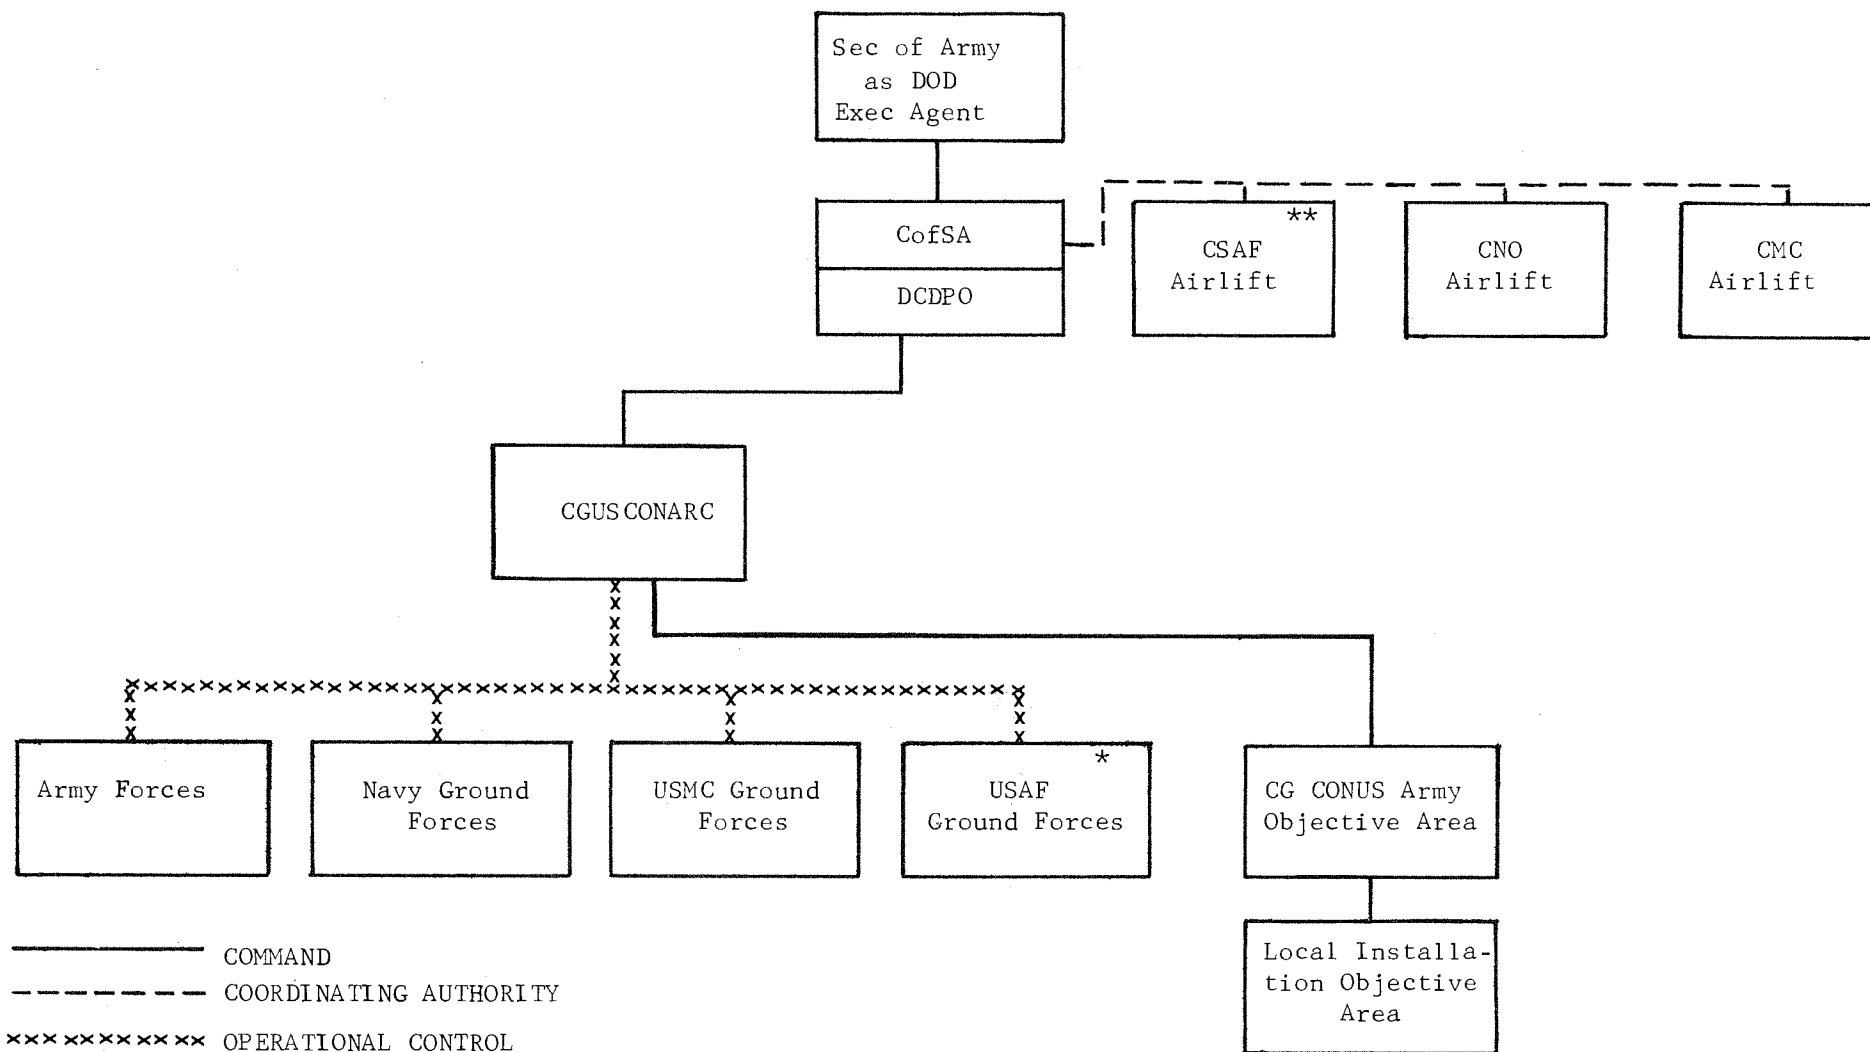 Sec of Army
as DOD
Exec Agent
CofSA
DCDPO
**
CSAF
Airlift
CNO
Airlift
CMC
Airlift
CGUSCONARC
Army Forces
Navy Ground
Forces
USMC Ground
Forces
*
USAF
Ground Forces
CG CONUS Army
Objective Area
Local Installa-
tion Objective
Area
COMMAND
COORDINATING AUTHORITY
OPERATIONAL CONTROL